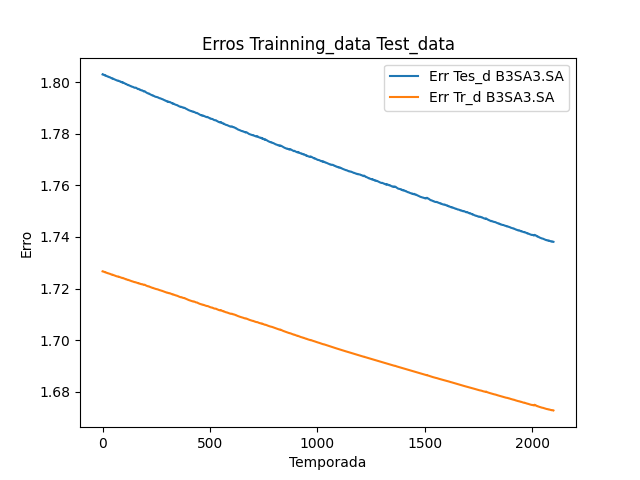 Erros Trainning_data Test_data
Err Tes_d B3SA3.SA
Err Tr_d B3SA3.SA
1.80
1.78
1.76
1.74
1.72
1.70
1.68
Erro
0 500 1000 1500 2000
Temporada